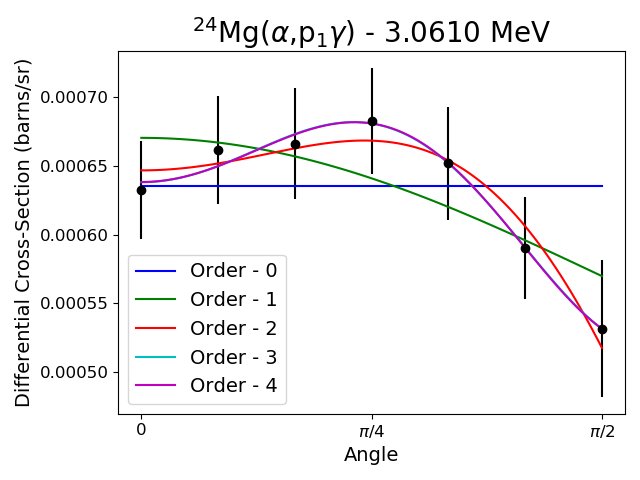 ²⁴Mg(α,p₁γ) - 3.0610 MeV
Differential Cross-Section (barns/sr)
0.00070
0.00065
0.00060
0.00055
0.00050
Order - 0
Order - 1
Order - 2
Order - 3
Order - 4
0
π/4
π/2
Angle